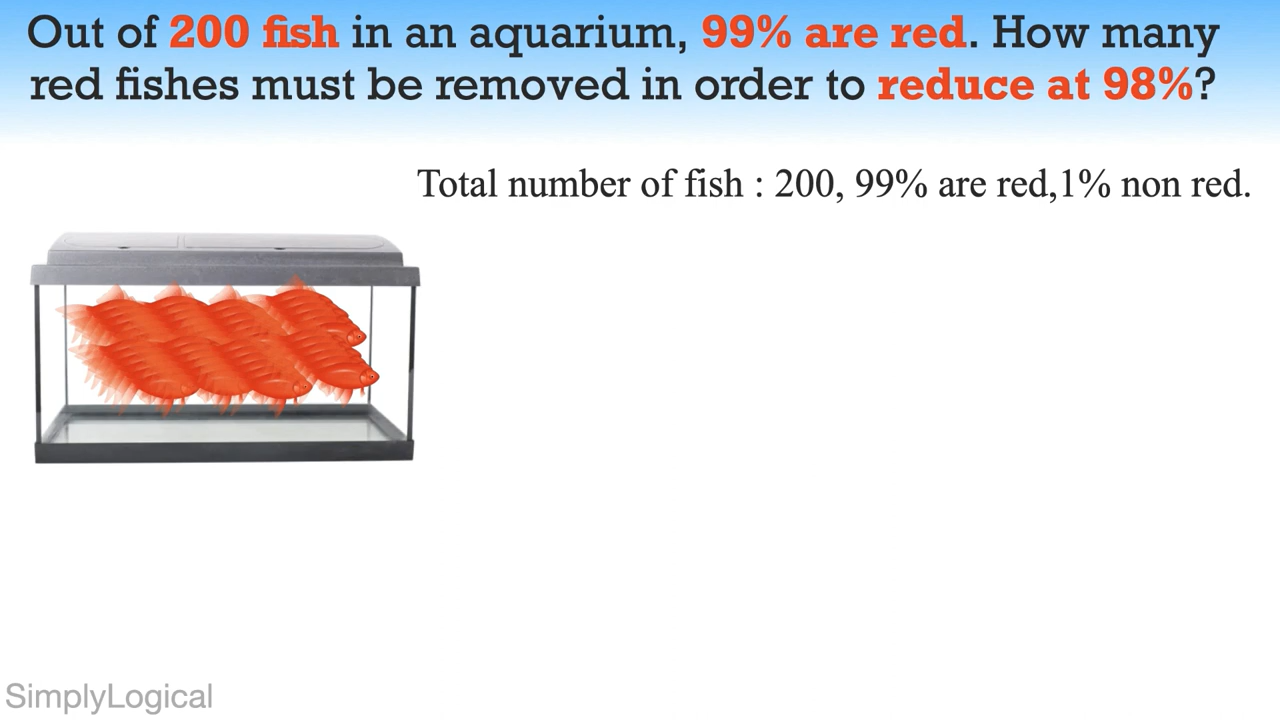 Out of 200 fish in an aquarium, 99% are red. How many
red fishes must be removed in order to reduce at 98%?
Total number of fish : 200, 99% are red,1% non red.
SimplyLogical